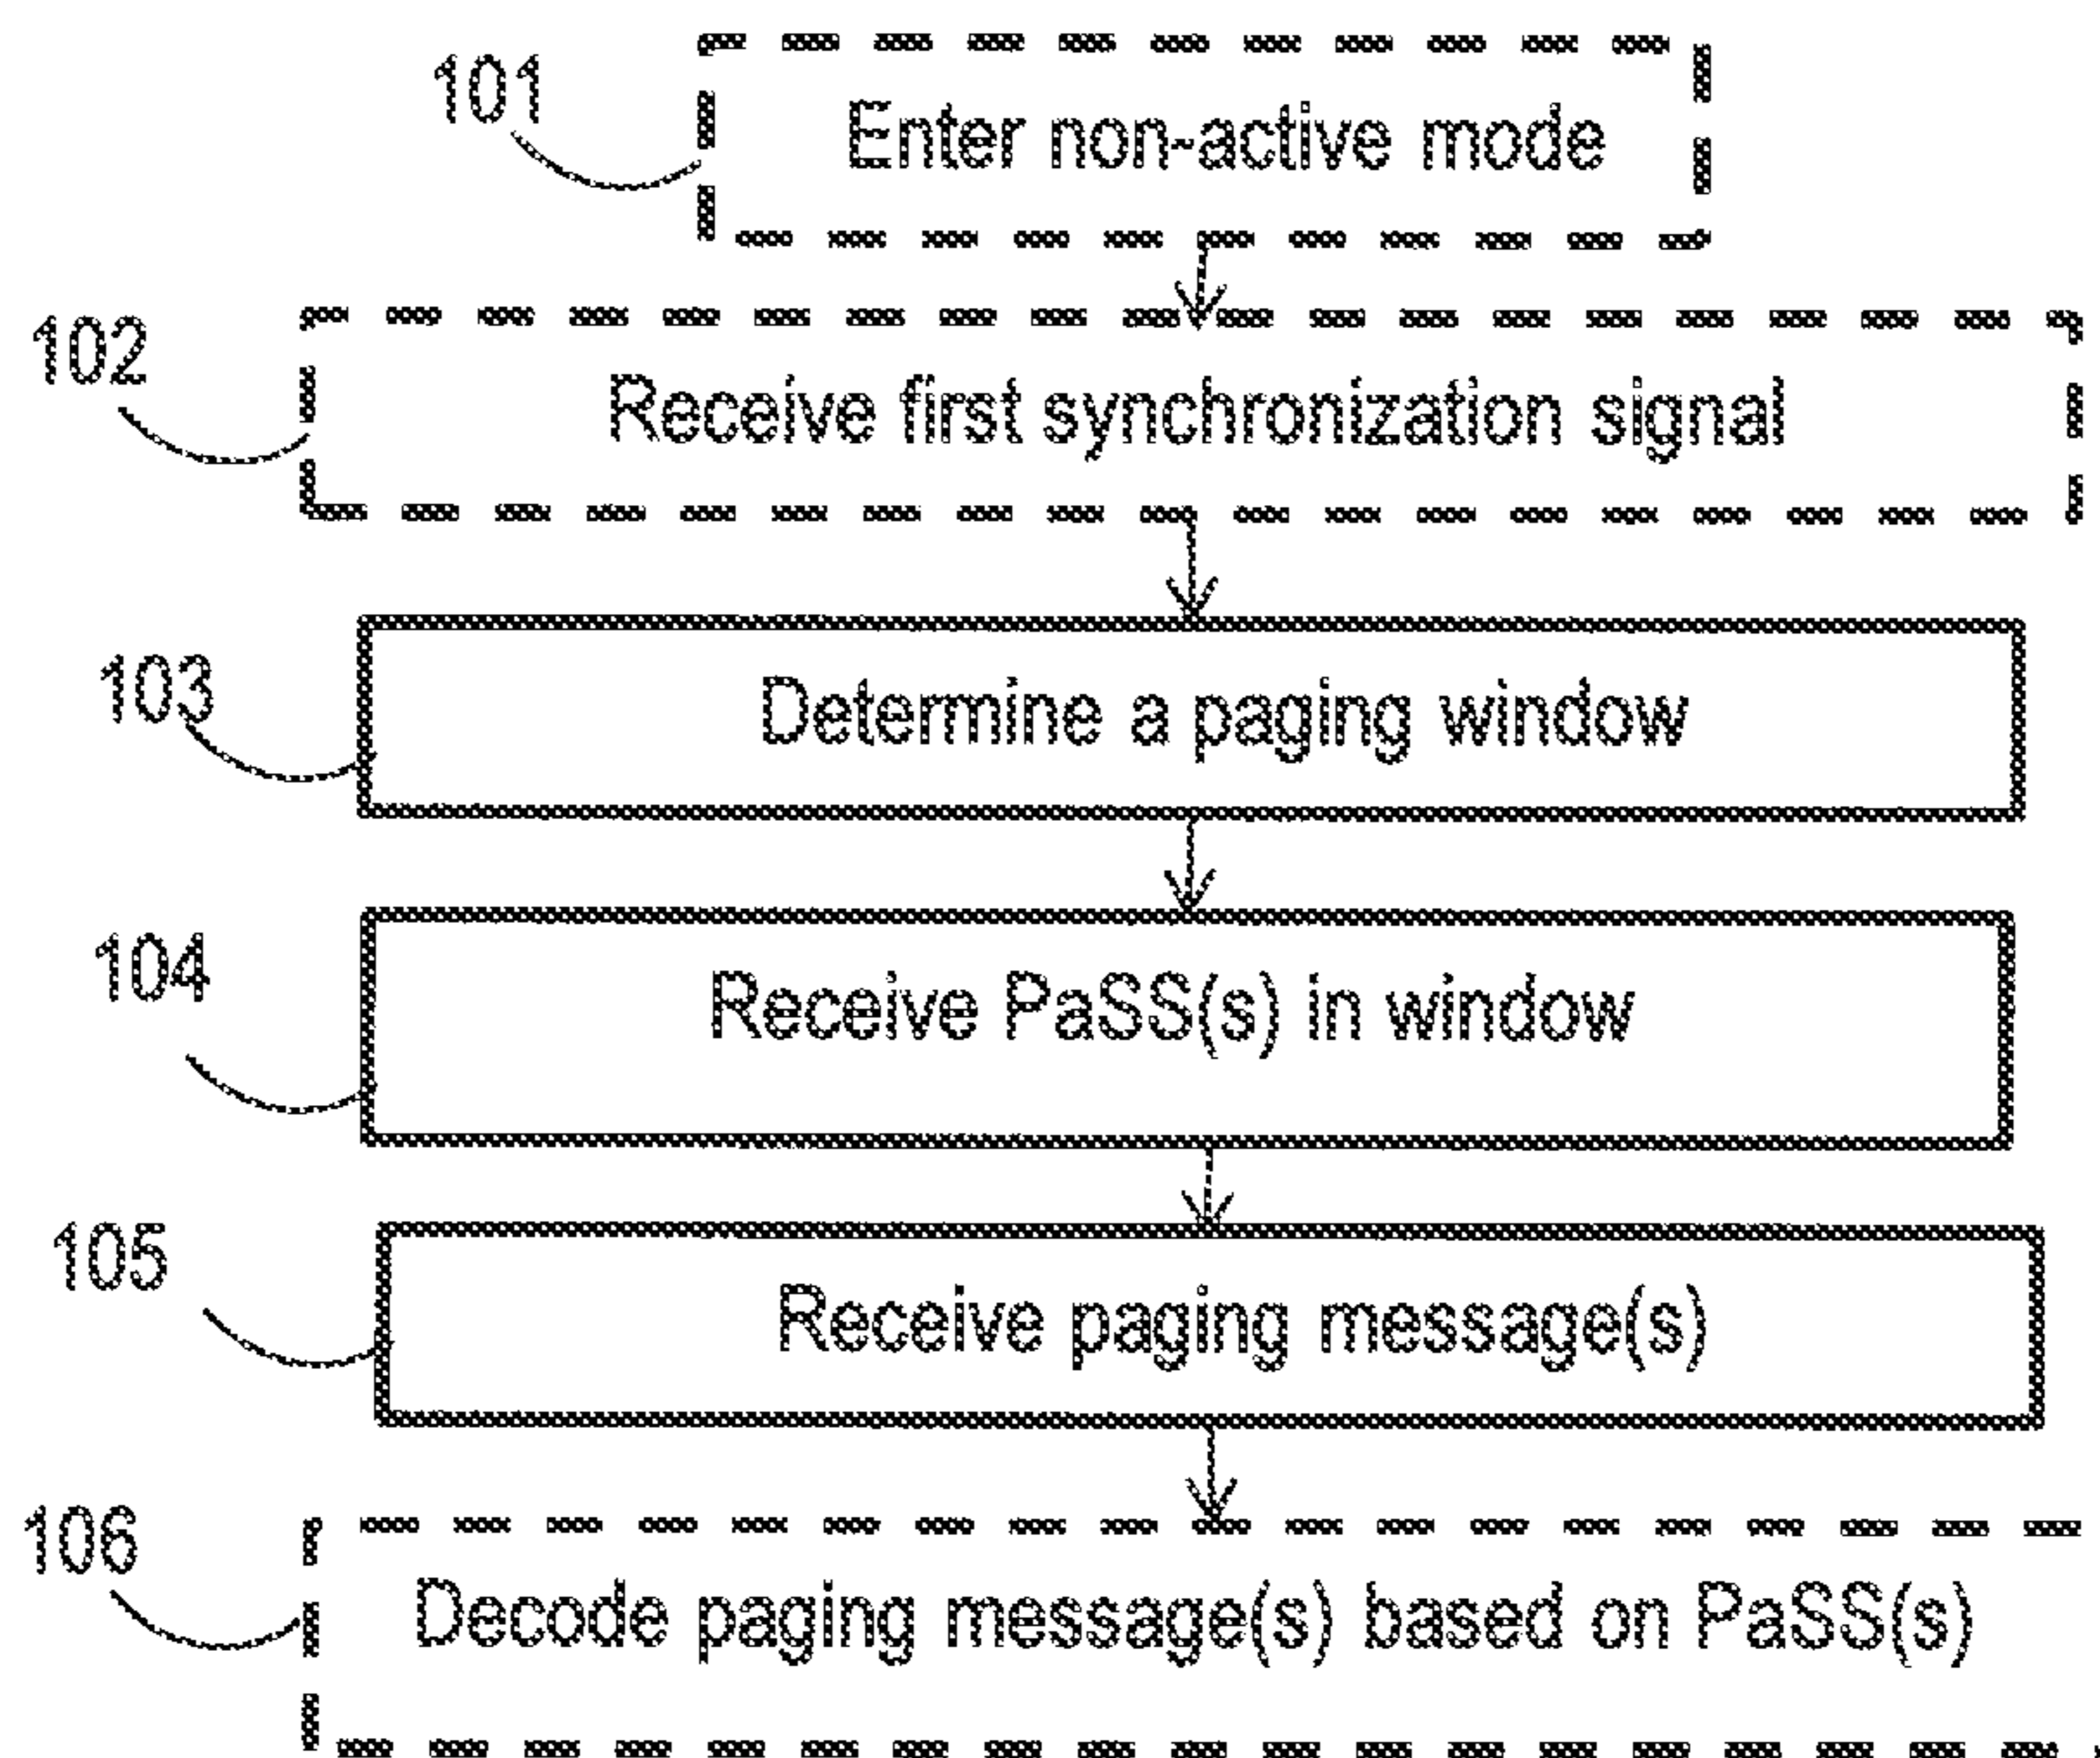 101
Enter non-active mode
102
Receive first synchronization signal
103
Determine a paging window
104
Receive PaSS(s) in window
105
Receive paging message(s)
106
Decode paging message(s) based on PaSS(s)